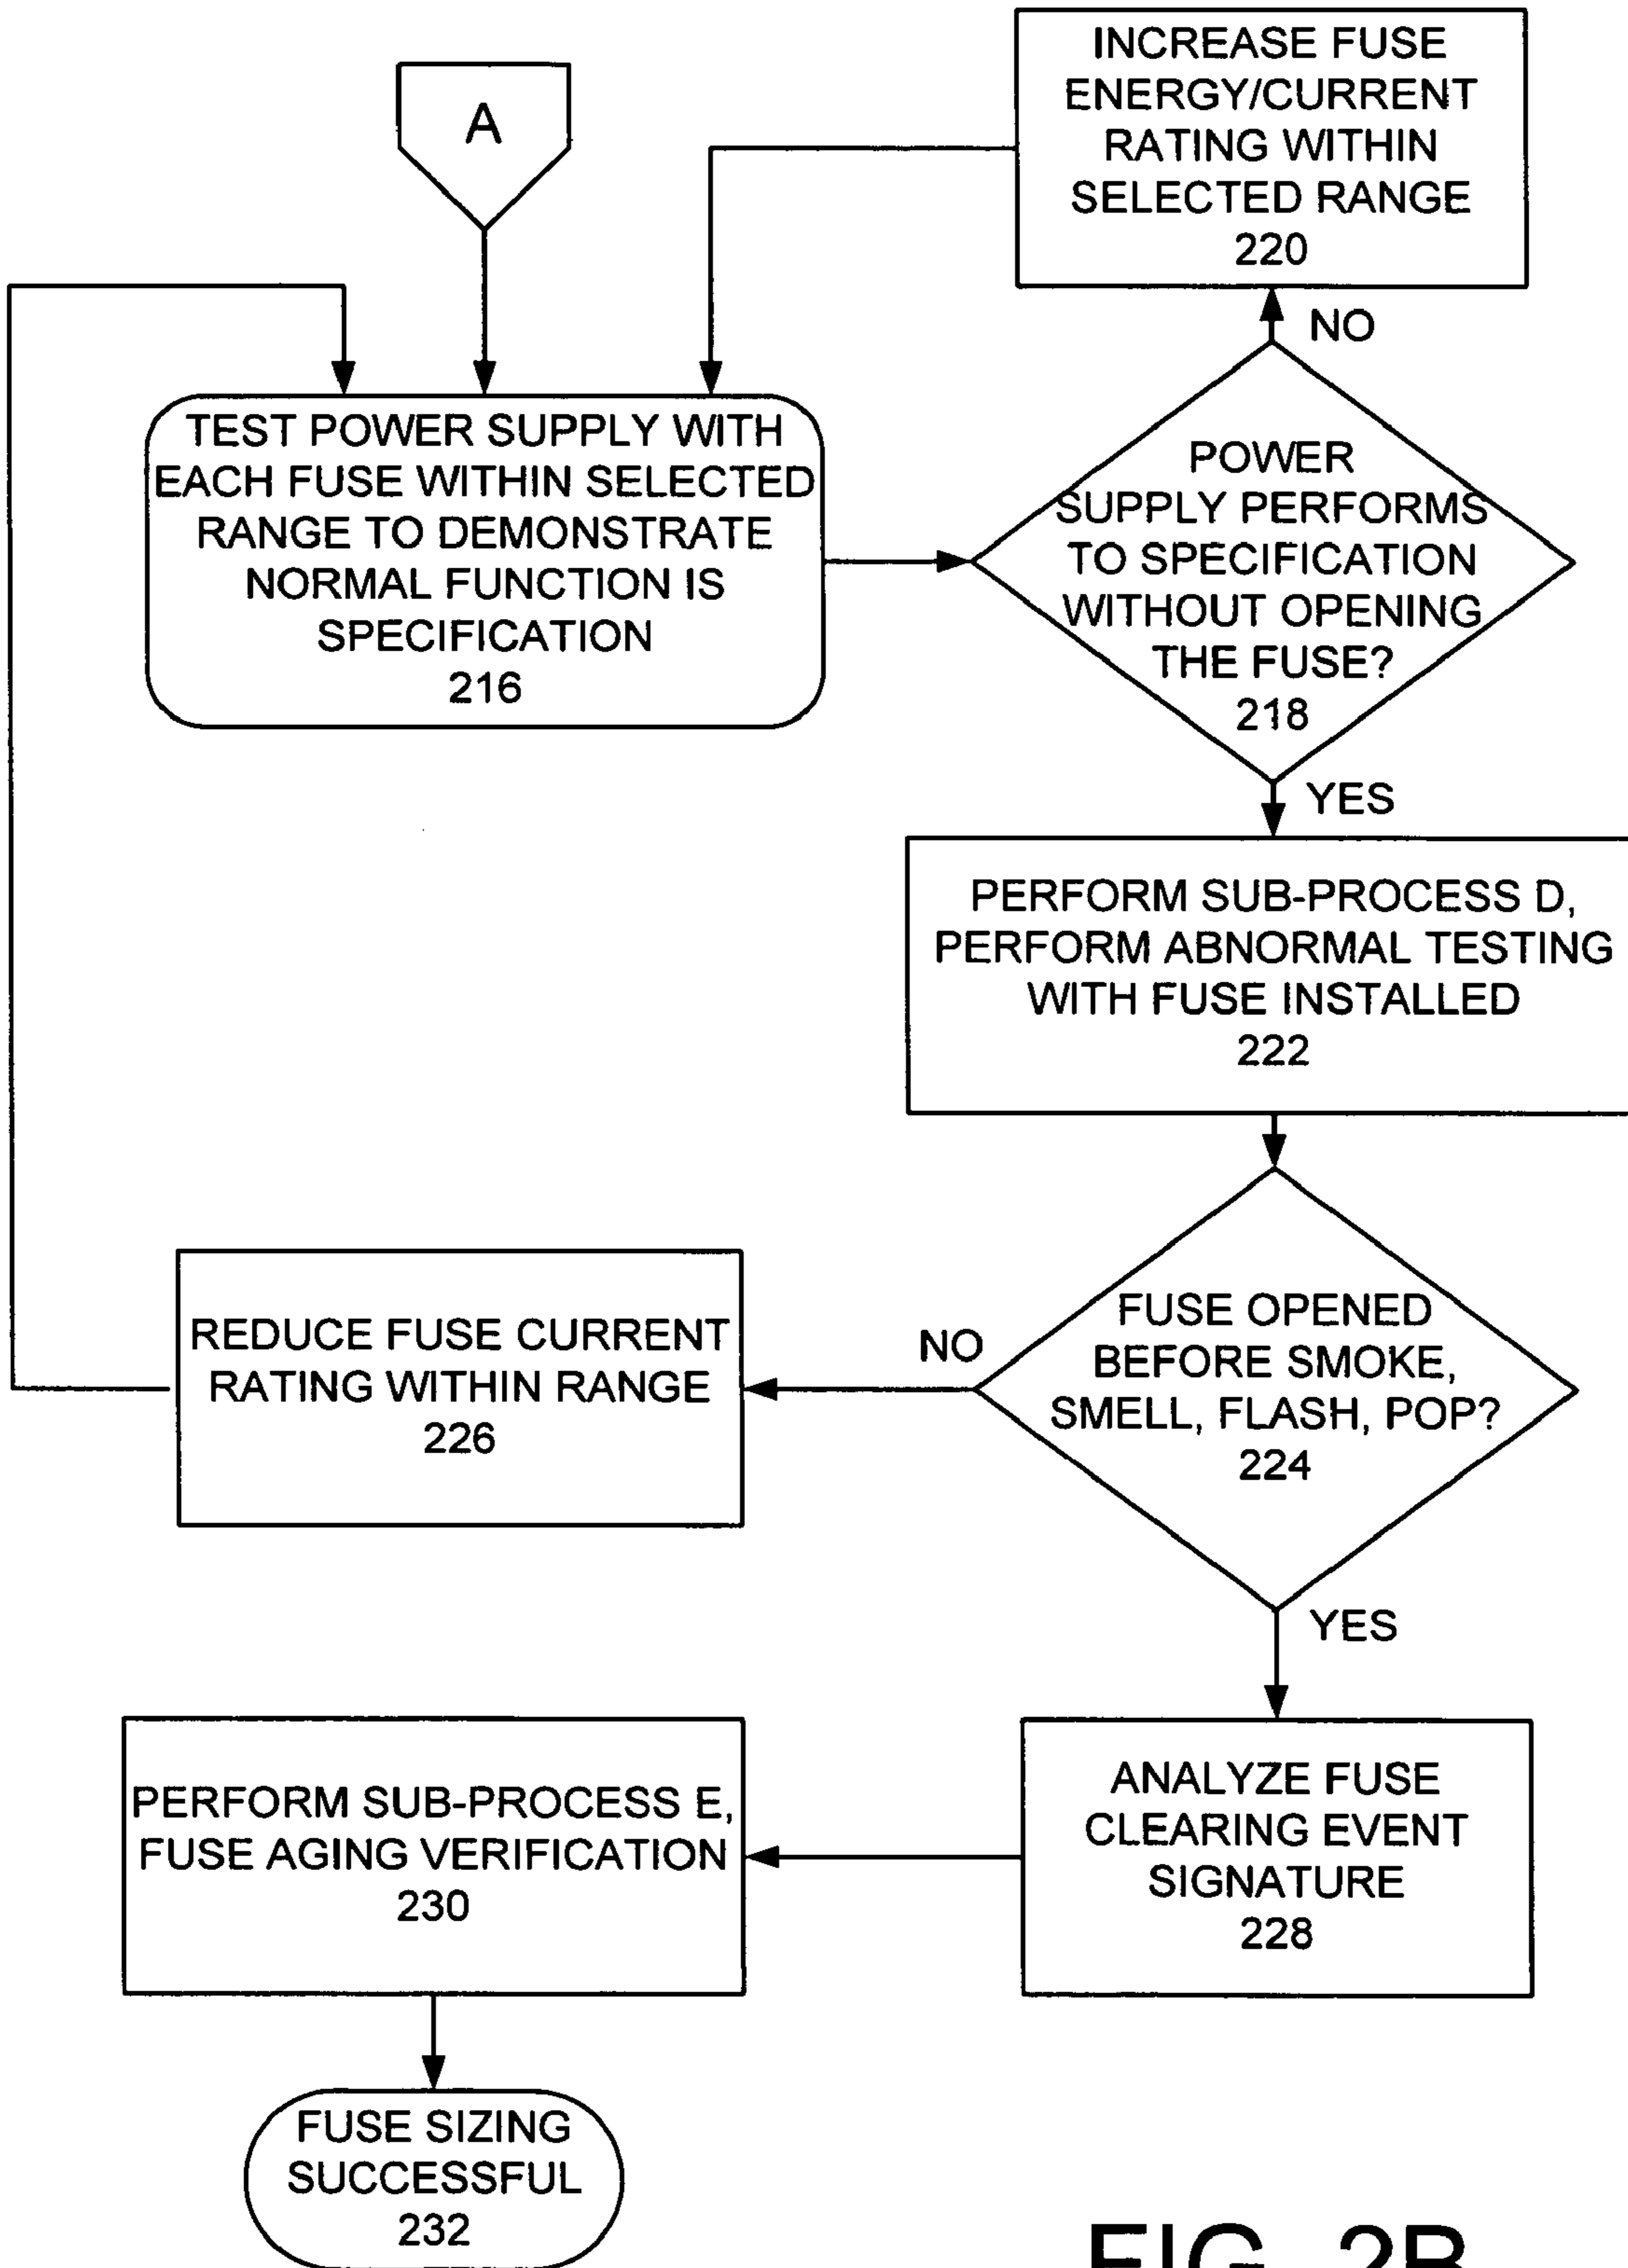 A
INCREASE FUSE
ENERGY/CURRENT
RATING WITHIN
SELECTED RANGE
220
NO
TEST POWER SUPPLY WITH
EACH FUSE WITHIN SELECTED
RANGE TO DEMONSTRATE
NORMAL FUNCTION IS
SPECIFICATION
216
POWER
SUPPLY PERFORMS
TO SPECIFICATION
WITHOUT OPENING
THE FUSE?
218
YES
PERFORM SUB-PROCESS D,
PERFORM ABNORMAL TESTING
WITH FUSE INSTALLED
222
FUSE OPENED
BEFORE SMOKE,
SMELL, FLASH, POP?
224
NO
REDUCE FUSE CURRENT
RATING WITHIN RANGE
226
YES
ANALYZE FUSE
CLEARING EVENT
SIGNATURE
228
PERFORM SUB-PROCESS E,
FUSE AGING VERIFICATION
230
FUSE SIZING
SUCCESSFUL
232
FIG. 2B